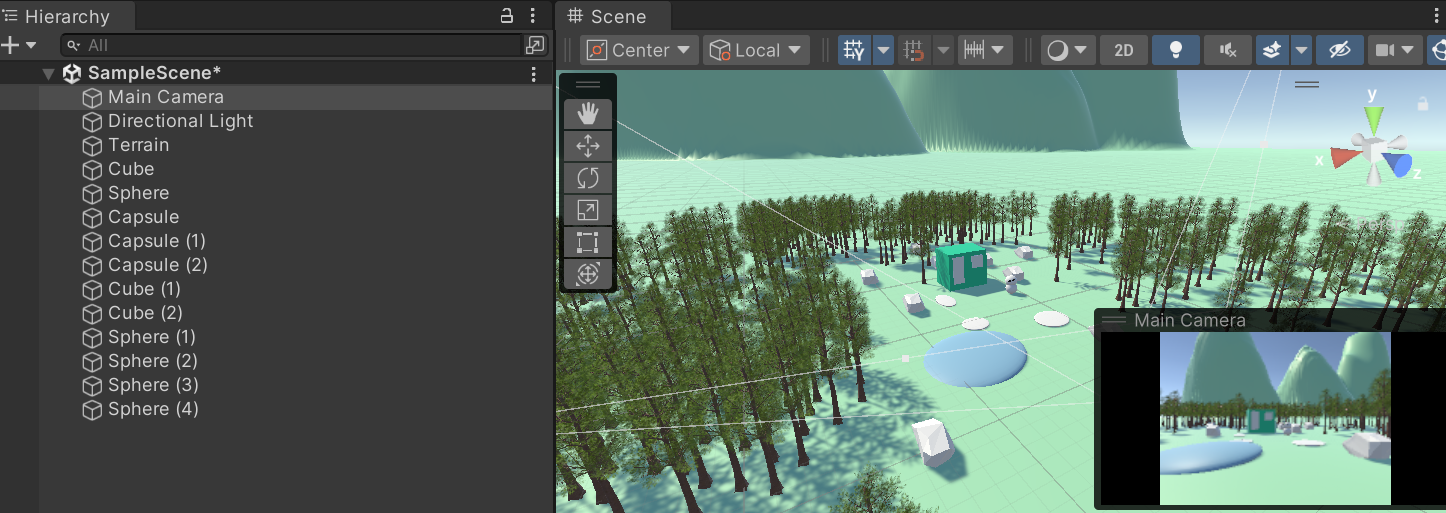 Hierarchy
All
SampleScene*
Main Camera
Directional Light
Terrain
Cube
Sphere
Capsule
Capsule (1)
Capsule (2)
Cube (1)
Cube (2)
Sphere (1)
Sphere (2)
Sphere (3)
Sphere (4)
Scene
Center
Local
2D
y
x
z
Main Camera